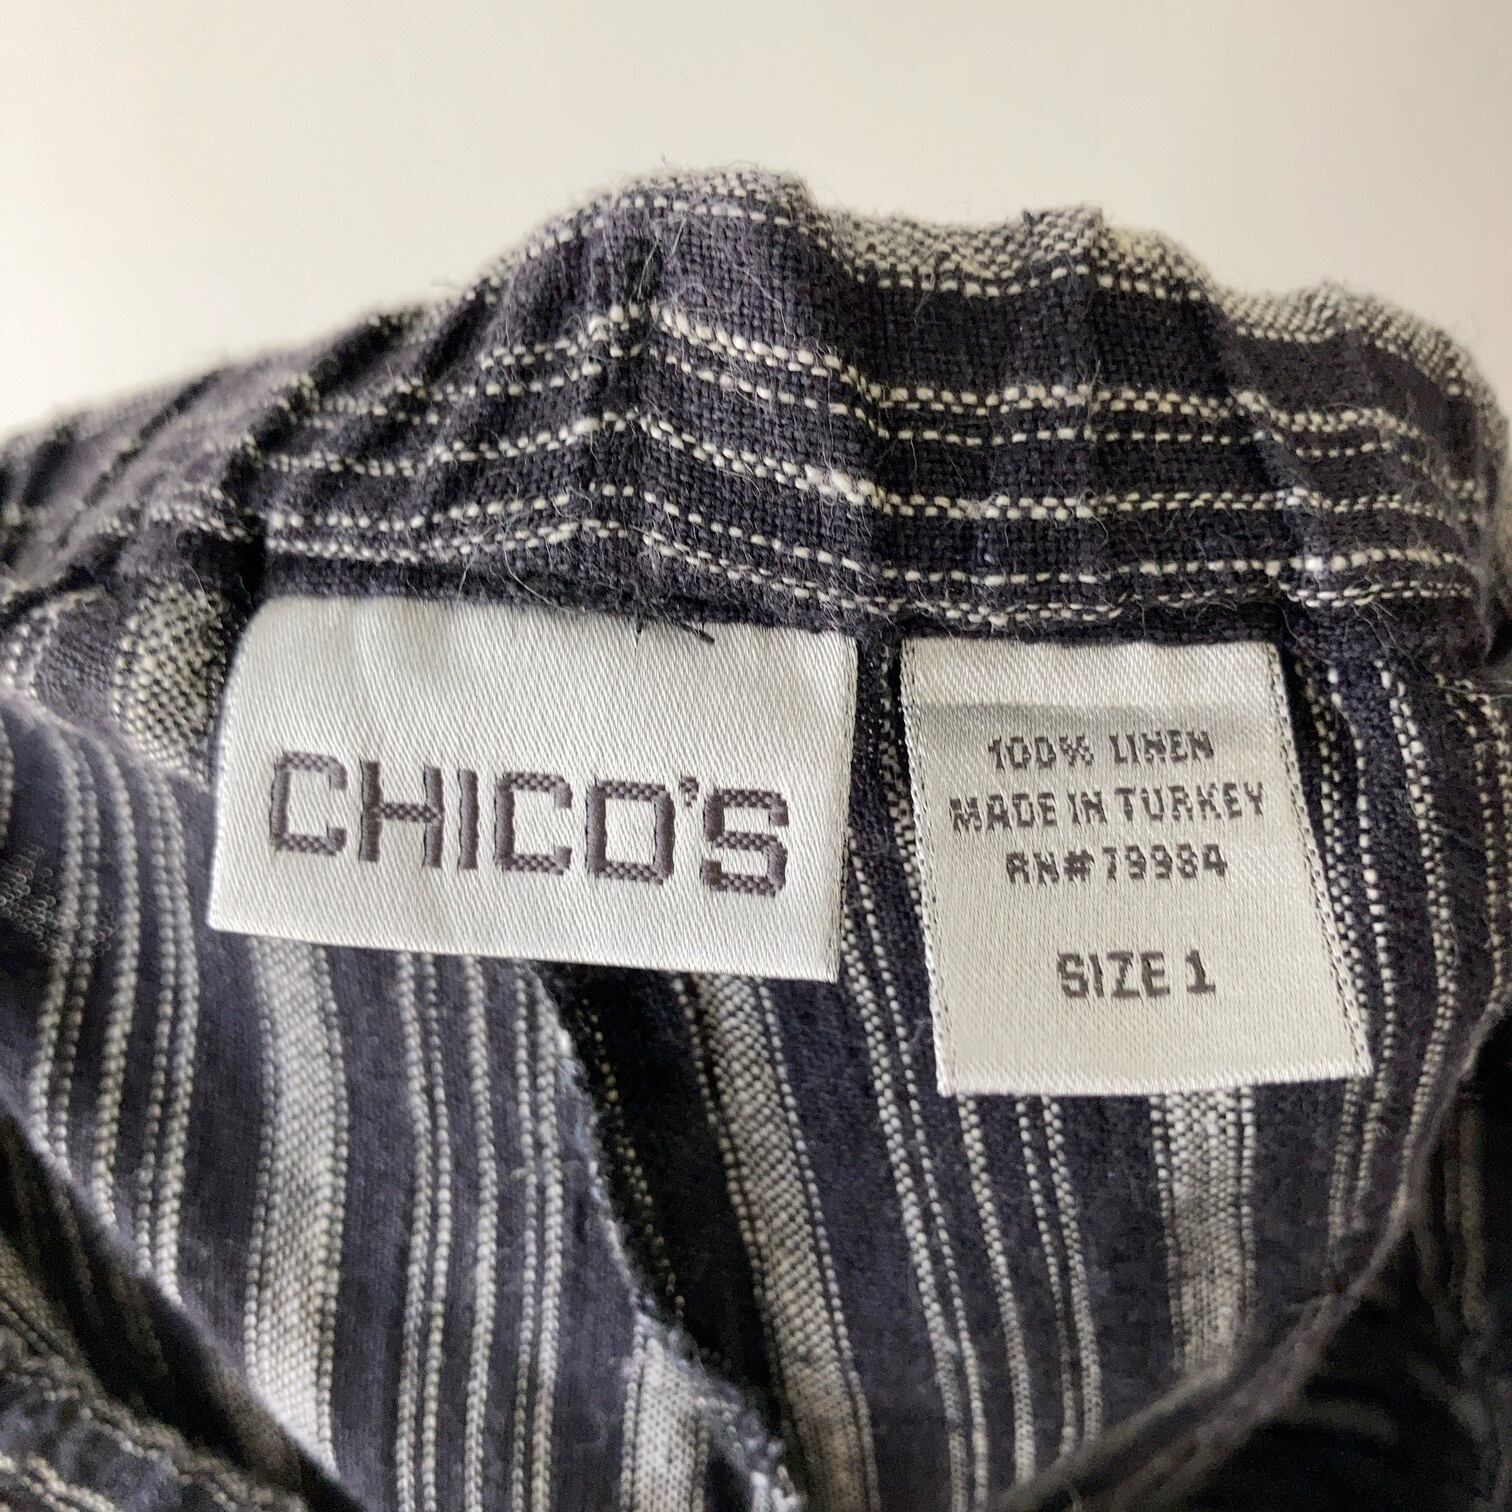 CHICO'S
100% LINEN
MADE IN TURKEY
RN# 79984
SIZE 1